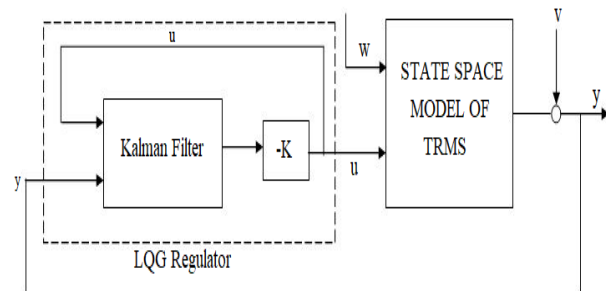 u
w
v
STATE SPACE
MODEL OF
TRMS
y
Kalman Filter
-K
u
y
LQG Regulator